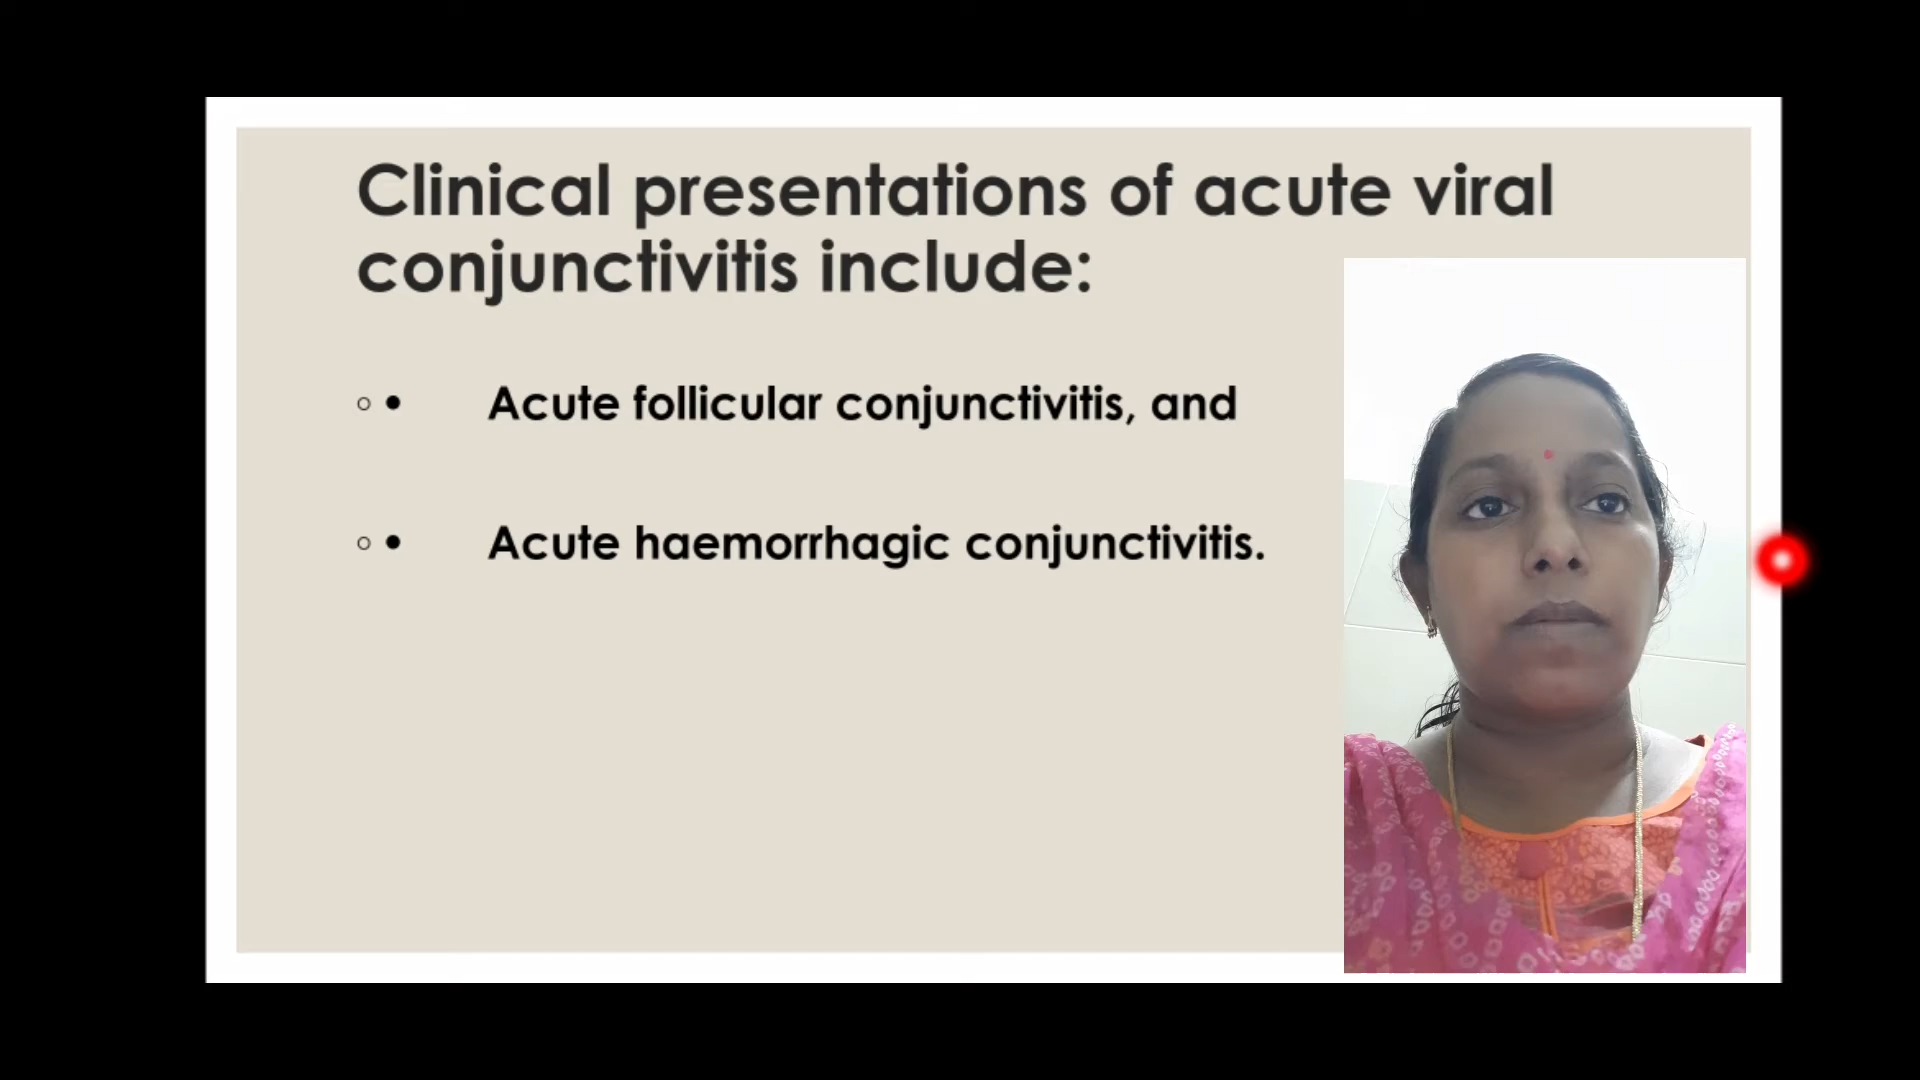 Clinical presentations of acute viral
conjunctivitis include:
• Acute follicular conjunctivitis, and
• Acute haemorrhagic conjunctivitis.